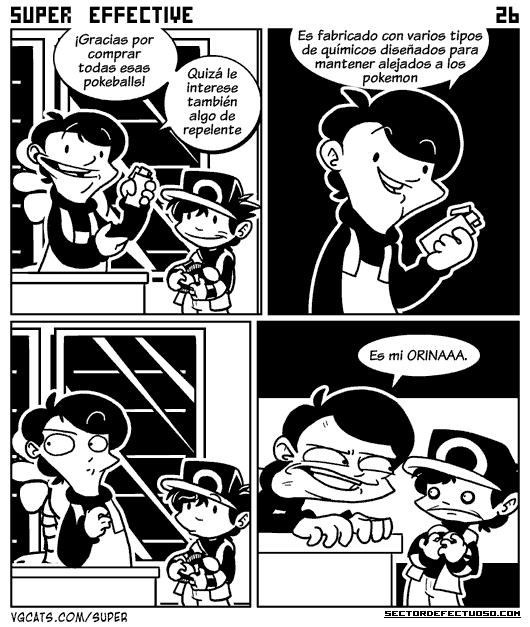 SUPER EFFECTIVE
26
¡Gracias por
comprar
todas esas
pokeballs!
Quizá le
interese
también
algo de
repelente
Es fabricado con varios tipos
de químicos diseñados para
mantener alejados a los
pokemon
Es mi ORINAAA.
VGCATS.COM/SUPER
SECTORDEFECTUOSO.COM